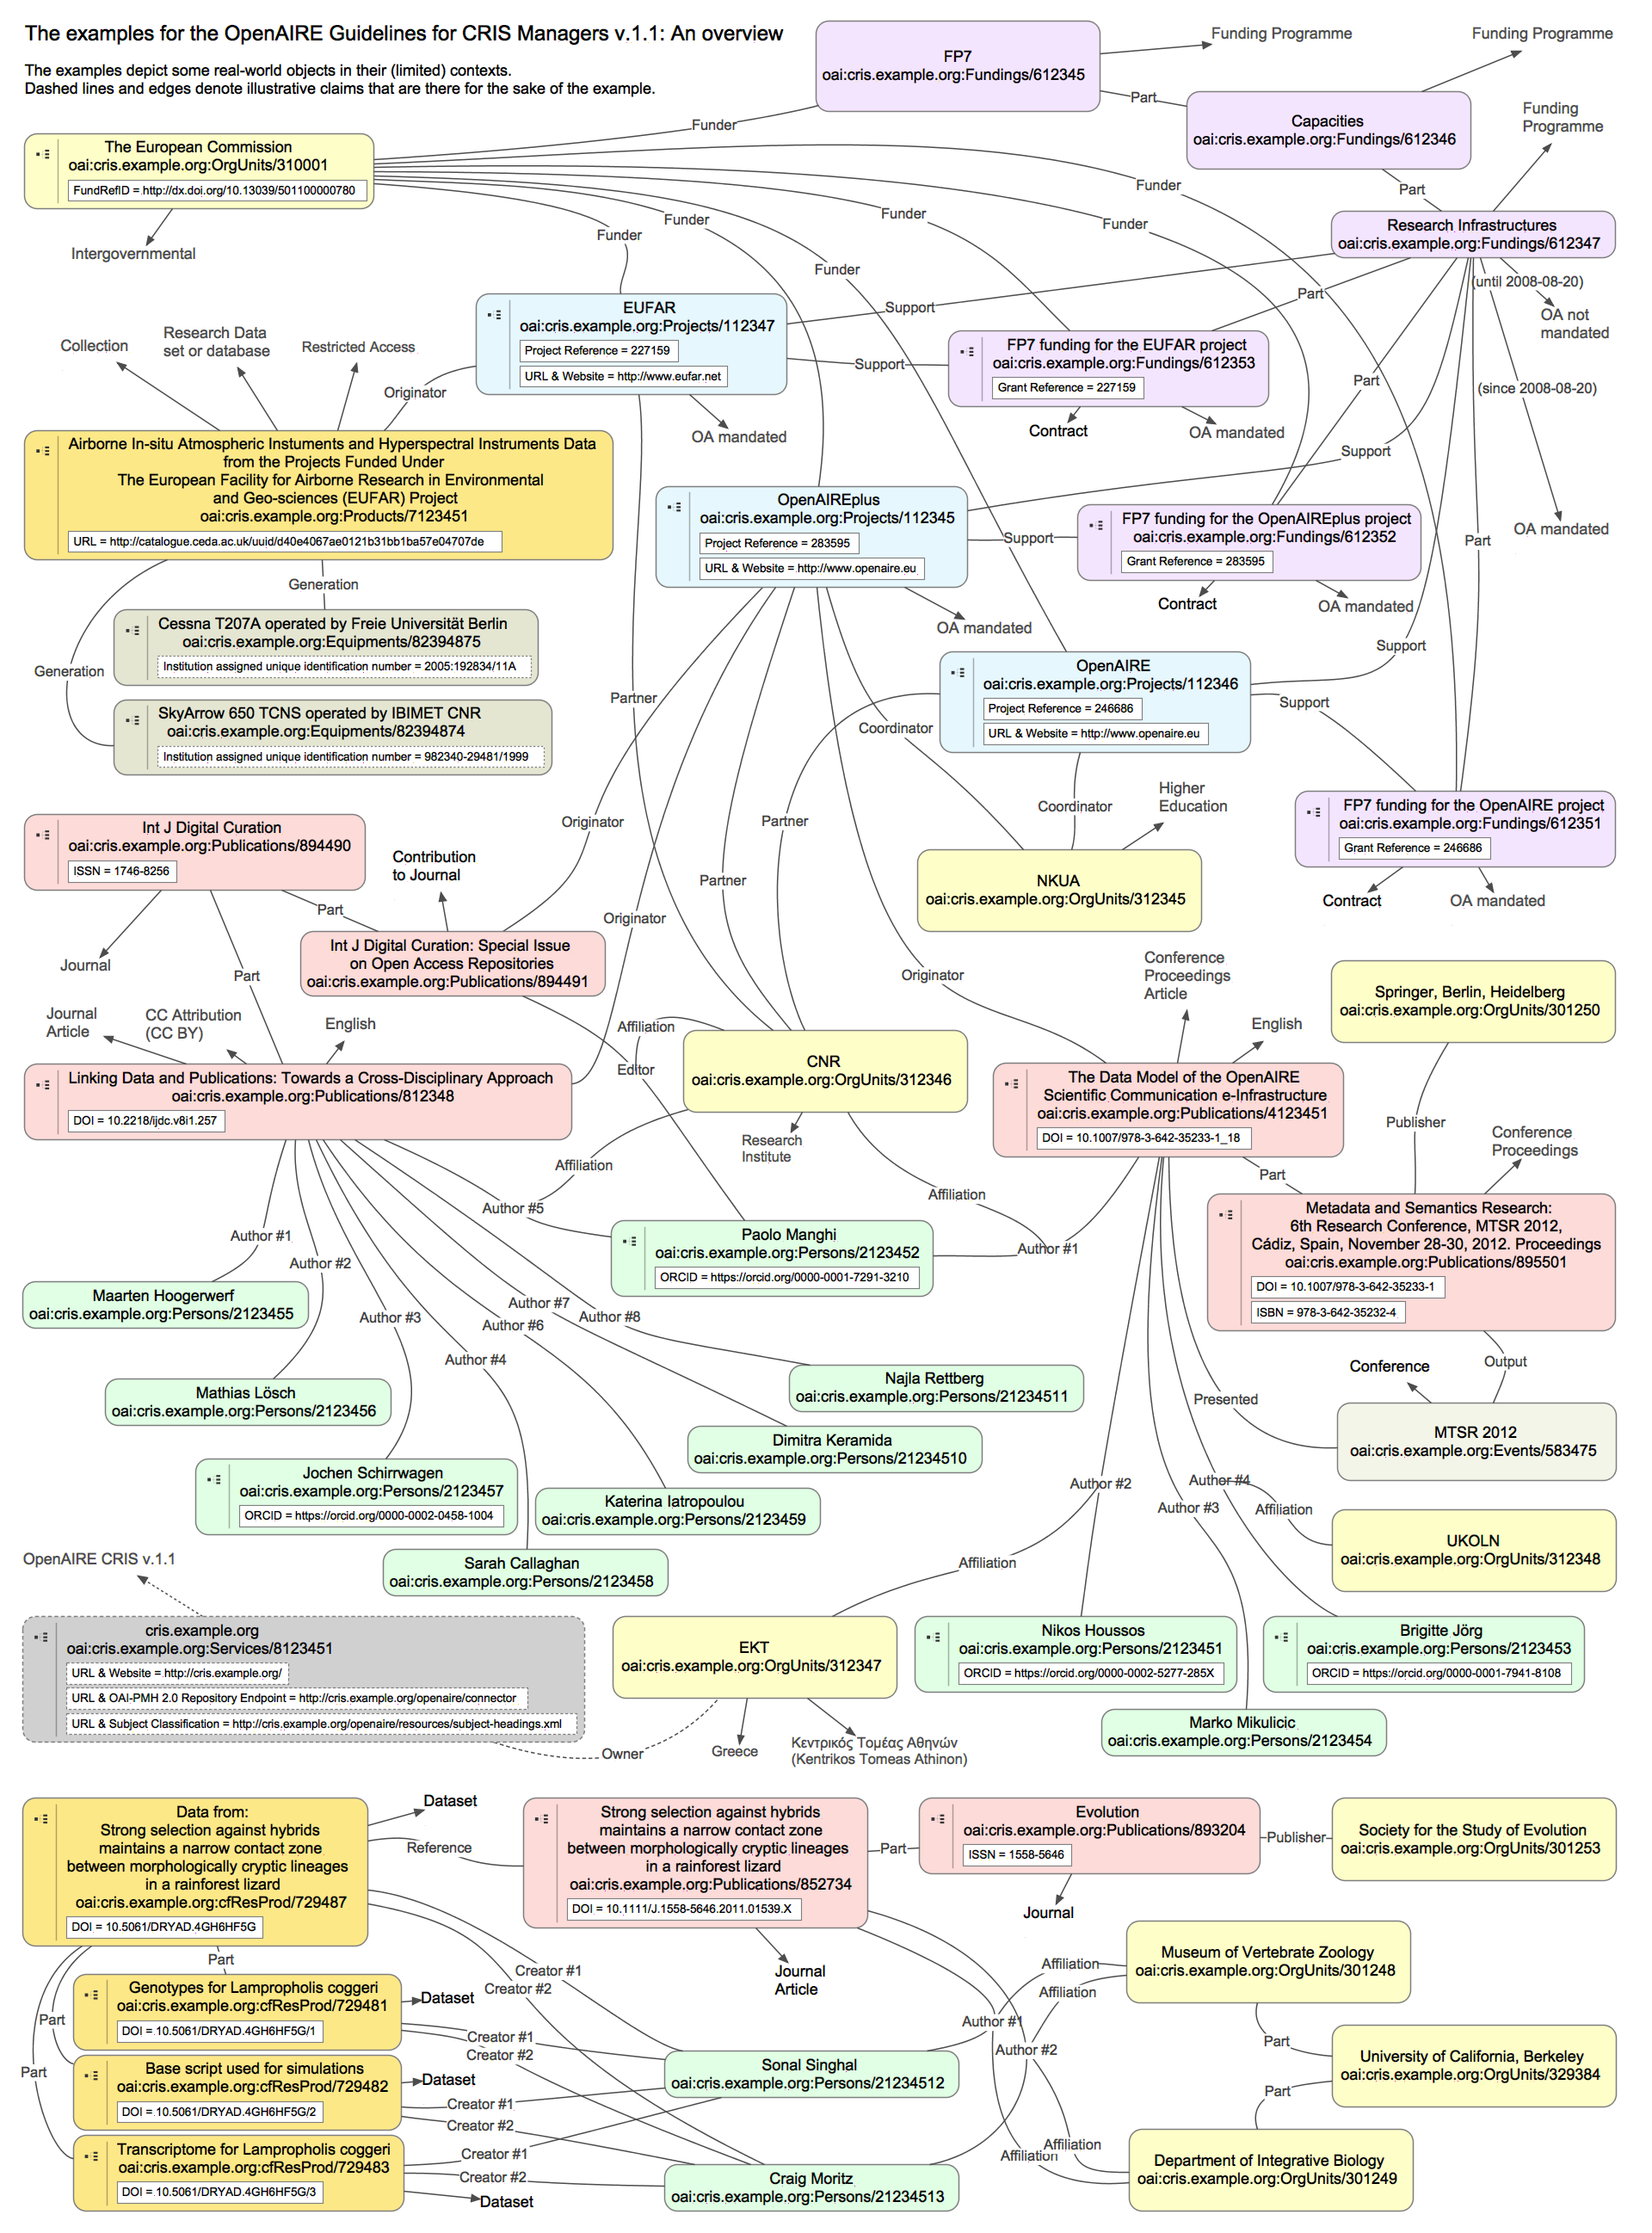 The examples for the OpenAIRE Guidelines for CRIS Managers v.1.1: An overview
The examples depict some real-world objects in their (limited) contexts.
Dashed lines and edges denote illustrative claims that are there for the sake of the example.
FP7
oai:cris.example.org:Fundings/612345
Funding Programme
Funding Programme
Part
Capacities
oai:cris.example.org:Fundings/612346
Funding
Programme
Funder
The European Commission
oai:cris.example.org:OrgUnits/310001
FundRefID = http://dx.doi.org/10.13039/501100000780
Intergovernmental
Part
Research Infrastructures
oai:cris.example.org:Fundings/612347
Funder
Funder
Funder
Funder
Funder
Funder
(until 2008-08-20)
OA not
mandated
Part
Support
EUFAR
oai:cris.example.org:Projects/112347
Project Reference = 227159
URL & Website = http://www.eufar.net
OA mandated
Support
FP7 funding for the EUFAR project
oai:cris.example.org:Fundings/612353
Grant Reference = 227159
Contract
OA mandated
Part
(since 2008-08-20)
Support
OA mandated
Part
Collection
Research Data
set or database
Restricted Access
Originator
Airborne In-situ Atmospheric Instuments and Hyperspectral Instruments Data
from the Projects Funded Under
The European Facility for Airborne Research in Environmental
and Geo-sciences (EUFAR) Project
oai:cris.example.org:Products/7123451
URL = http://catalogue.ceda.ac.uk/uuid/d40e4067ae0121b31bb1ba57e04707de
Generation
Generation
OpenAIREplus
oai:cris.example.org:Projects/112345
Project Reference = 283595
URL & Website = http://www.openaire.eu
OA mandated
Support
FP7 funding for the OpenAIREplus project
oai:cris.example.org:Fundings/612352
Grant Reference = 283595
Contract
OA mandated
Cessna T207A operated by Freie Universität Berlin
oai:cris.example.org:Equipments/82394875
Institution assigned unique identification number = 2005:192834/11A
SkyArrow 650 TCNS operated by IBIMET CNR
oai:cris.example.org:Equipments/82394874
Institution assigned unique identification number = 982340-29481/1999
Partner
Coordinator
OpenAIRE
oai:cris.example.org:Projects/112346
Project Reference = 246686
URL & Website = http://www.openaire.eu
Support
Support
Coordinator
Higher
Education
FP7 funding for the OpenAIRE project
oai:cris.example.org:Fundings/612351
Grant Reference = 246686
Contract
OA mandated
NKUA
oai:cris.example.org:OrgUnits/312345
Originator
Partner
Partner
Originator
Originator
Int J Digital Curation
oai:cris.example.org:Publications/894490
ISSN = 1746-8256
Contribution
to Journal
Part
Journal
Part
Int J Digital Curation: Special Issue
on Open Access Repositories
oai:cris.example.org:Publications/894491
Journal
Article
CC Attribution
(CC BY)
English
Affiliation
Editor
Linking Data and Publications: Towards a Cross-Disciplinary Approach
oai:cris.example.org:Publications/812348
DOI = 10.2218/ijdc.v8i1.257
CNR
oai:cris.example.org:OrgUnits/312346
Research
Institute
Affiliation
Affiliation
Conference
Proceedings
Article
English
The Data Model of the OpenAIRE
Scientific Communication e-Infrastructure
oai:cris.example.org:Publications/4123451
DOI = 10.1007/978-3-642-35233-1_18
Springer, Berlin, Heidelberg
oai:cris.example.org:OrgUnits/301250
Publisher
Conference
Proceedings
Part
Metadata and Semantics Research:
6th Research Conference, MTSR 2012,
Cádiz, Spain, November 28-30, 2012. Proceedings
oai:cris.example.org:Publications/895501
DOI = 10.1007/978-3-642-35233-1
ISBN = 978-3-642-35232-4
Author #5
Author #1
Paolo Manghi
oai:cris.example.org:Persons/2123452
ORCID = https://orcid.org/0000-0001-7291-3210
Author #1
Author #2
Author #3
Author #4
Author #7
Author #6
Author #8
Maarten Hoogerwerf
oai:cris.example.org:Persons/2123455
Mathias Lösch
oai:cris.example.org:Persons/2123456
Jochen Schirrwagen
oai:cris.example.org:Persons/2123457
ORCID = https://orcid.org/0000-0002-0458-1004
Sarah Callaghan
oai:cris.example.org:Persons/2123458
Katerina Iatropoulou
oai:cris.example.org:Persons/2123459
Dimitra Keramida
oai:cris.example.org:Persons/21234510
Najla Rettberg
oai:cris.example.org:Persons/21234511
Output
Conference
Presented
MTSR 2012
oai:cris.example.org:Events/583475
Author #2
Author #3
Author #4
Affiliation
UKOLN
oai:cris.example.org:OrgUnits/312348
Affiliation
OpenAIRE CRIS v.1.1
cris.example.org
oai:cris.example.org:Services/8123451
URL & Website = http://cris.example.org/
URL & OAI-PMH 2.0 Repository Endpoint = http://cris.example.org/openaire/connector
URL & Subject Classification = http://cris.example.org/openaire/resources/subject-headings.xml
Owner
EKT
oai:cris.example.org:OrgUnits/312347
Greece
Κεντρικός Τομέας Αθηνών
(Kentrikos Tomeas Athinon)
Nikos Houssos
oai:cris.example.org:Persons/2123451
ORCID = https://orcid.org/0000-0002-5277-285X
Brigitte Jörg
oai:cris.example.org:Persons/2123453
ORCID = https://orcid.org/0000-0001-7941-8108
Marko Mikulicic
oai:cris.example.org:Persons/2123454
Data from:
Strong selection against hybrids
maintains a narrow contact zone
between morphologically cryptic lineages
in a rainforest lizard
oai:cris.example.org:cfResProd/729487
DOI = 10.5061/DRYAD.4GH6HF5G
Dataset
Reference
Strong selection against hybrids
maintains a narrow contact zone
between morphologically cryptic lineages
in a rainforest lizard
oai:cris.example.org:Publications/852734
DOI = 10.1111/J.1558-5646.2011.01539.X
Part
Evolution
oai:cris.example.org:Publications/893204
ISSN = 1558-5646
Journal
Publisher
Society for the Study of Evolution
oai:cris.example.org:OrgUnits/301253
Journal
Article
Part
Part
Part
Genotypes for Lampropholis coggeri
oai:cris.example.org:cfResProd/729481
DOI = 10.5061/DRYAD.4GH6HF5G/1
Dataset
Base script used for simulations
oai:cris.example.org:cfResProd/729482
DOI = 10.5061/DRYAD.4GH6HF5G/2
Dataset
Transcriptome for Lampropholis coggeri
oai:cris.example.org:cfResProd/729483
DOI = 10.5061/DRYAD.4GH6HF5G/3
Dataset
Creator #1
Creator #2
Creator #1
Creator #2
Creator #1
Creator #2
Creator #1
Creator #2
Sonal Singhal
oai:cris.example.org:Persons/21234512
Craig Moritz
oai:cris.example.org:Persons/21234513
Author #1
Author #2
Affiliation
Affiliation
Affiliation
Affiliation
Museum of Vertebrate Zoology
oai:cris.example.org:OrgUnits/301248
Part
University of California, Berkeley
oai:cris.example.org:OrgUnits/329384
Part
Department of Integrative Biology
oai:cris.example.org:OrgUnits/301249